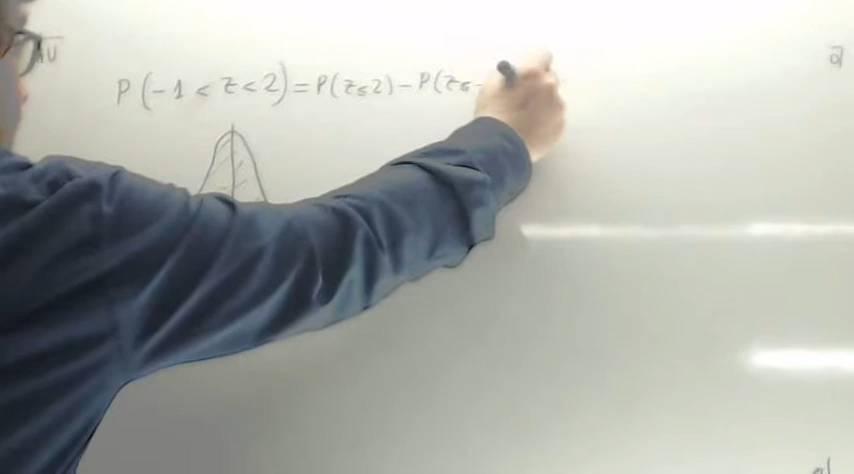 P(-1 < z < 2) = P(z ≤ 2) - P(z ≤ -